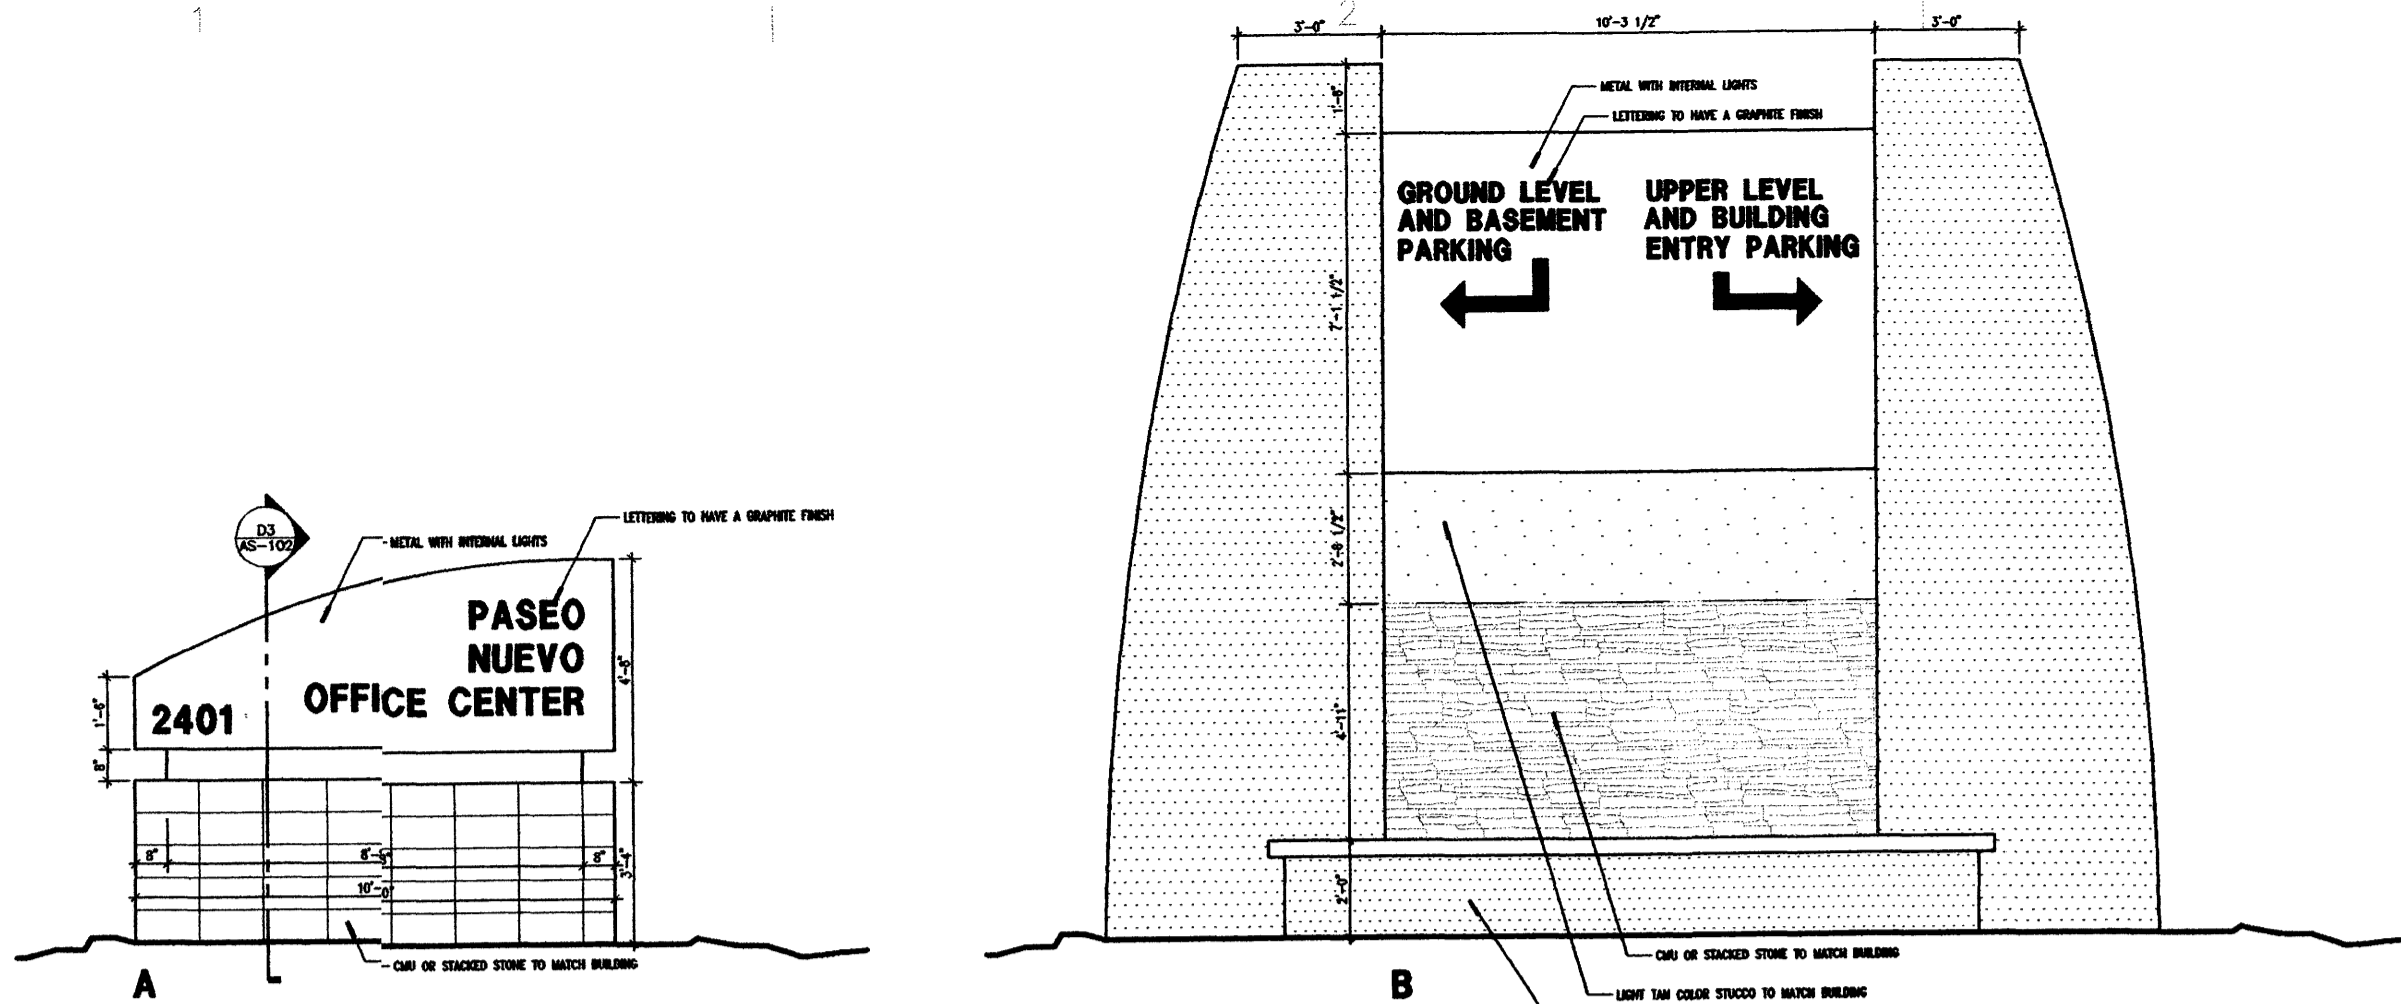 1
2
3'-0"
10'-3 1/2"
3'-0"
METAL WITH INTERNAL LIGHTS
LETTERING TO HAVE A GRAPHITE FINISH
GROUND LEVEL
AND BASEMENT
PARKING
UPPER LEVEL
AND BUILDING
ENTRY PARKING
7'-1 1/2"
2'-8 1/2"
4'-11"
2'-0"
CMU OR STACKED STONE TO MATCH BUILDING
LIGHT TAN COLOR STUCCO TO MATCH BUILDING
B
D3
AS-102
METAL WITH INTERNAL LIGHTS
LETTERING TO HAVE A GRAPHITE FINISH
PASEO
NUEVO
OFFICE CENTER
2401
1'-6"
8"
4'-8"
8"
8"
10'-0"
3'-4"
CMU OR STACKED STONE TO MATCH BUILDING
A